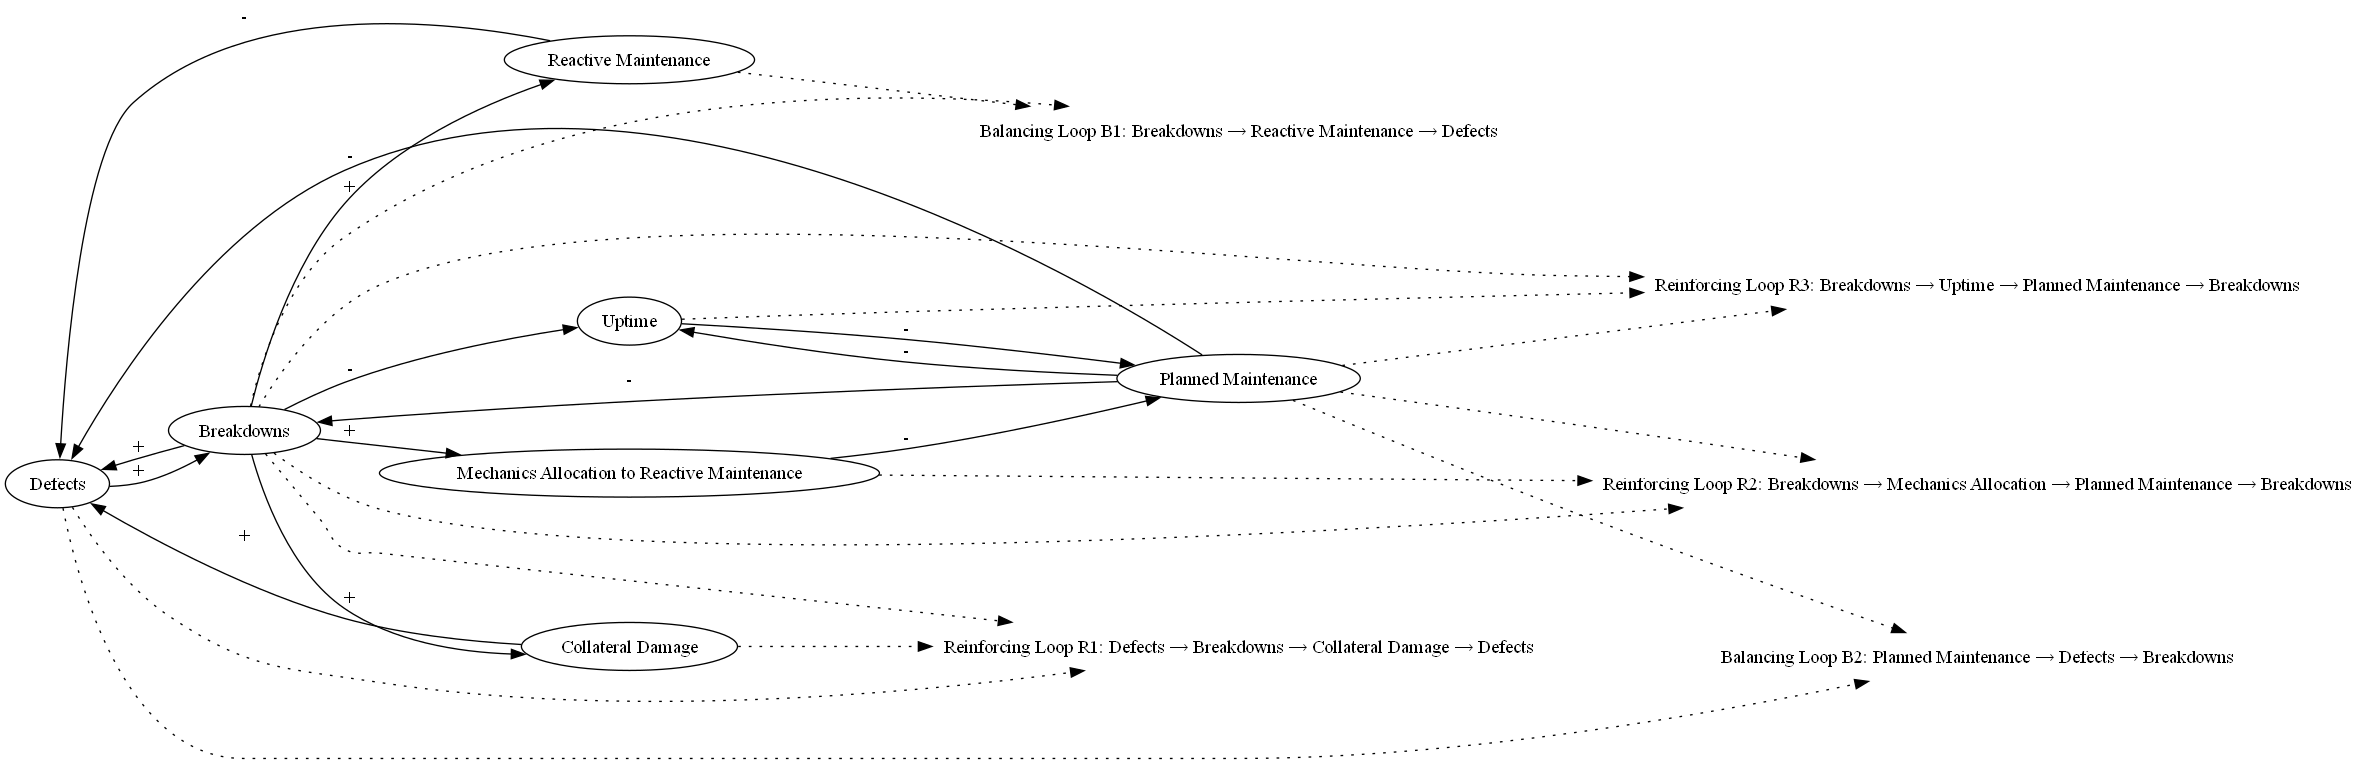 -
Reactive Maintenance
Balancing Loop B1: Breakdowns → Reactive Maintenance → Defects
-
+
Reinforcing Loop R3: Breakdowns → Uptime → Planned Maintenance → Breakdowns
Uptime
-
-
-
-
Planned Maintenance
Breakdowns
+
+
+
-
Mechanics Allocation to Reactive Maintenance
Defects
Reinforcing Loop R2: Breakdowns → Mechanics Allocation → Planned Maintenance → Breakdowns
+
+
Collateral Damage
Reinforcing Loop R1: Defects → Breakdowns → Collateral Damage → Defects
Balancing Loop B2: Planned Maintenance → Defects → Breakdowns